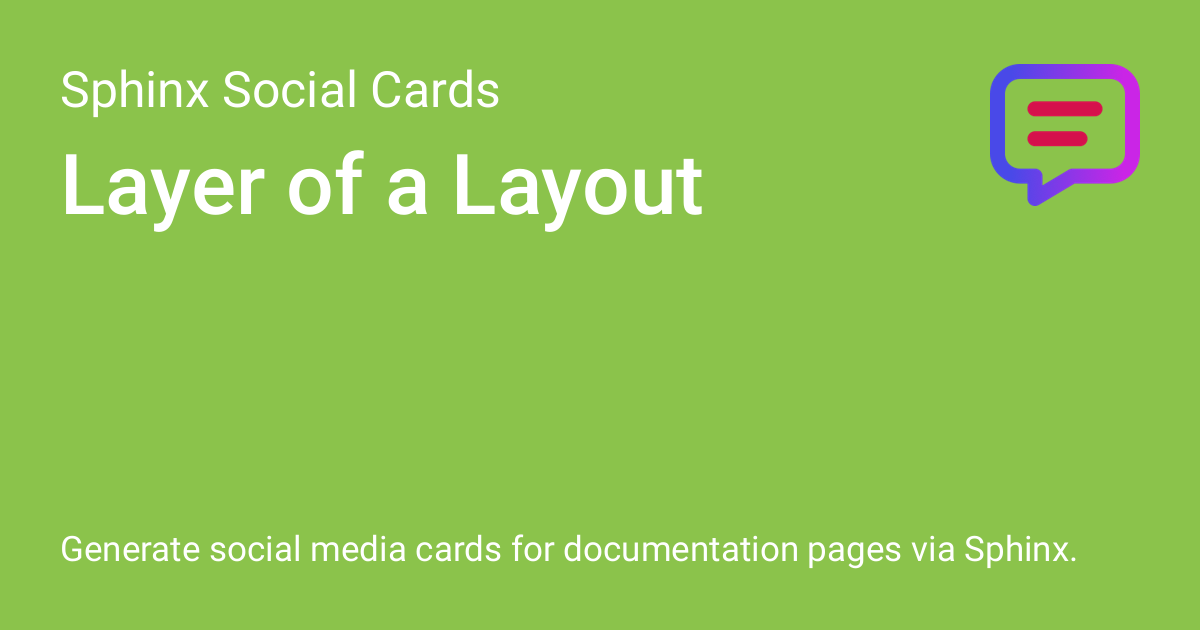 Sphinx Social Cards
Layer of a Layout
Generate social media cards for documentation pages via Sphinx.